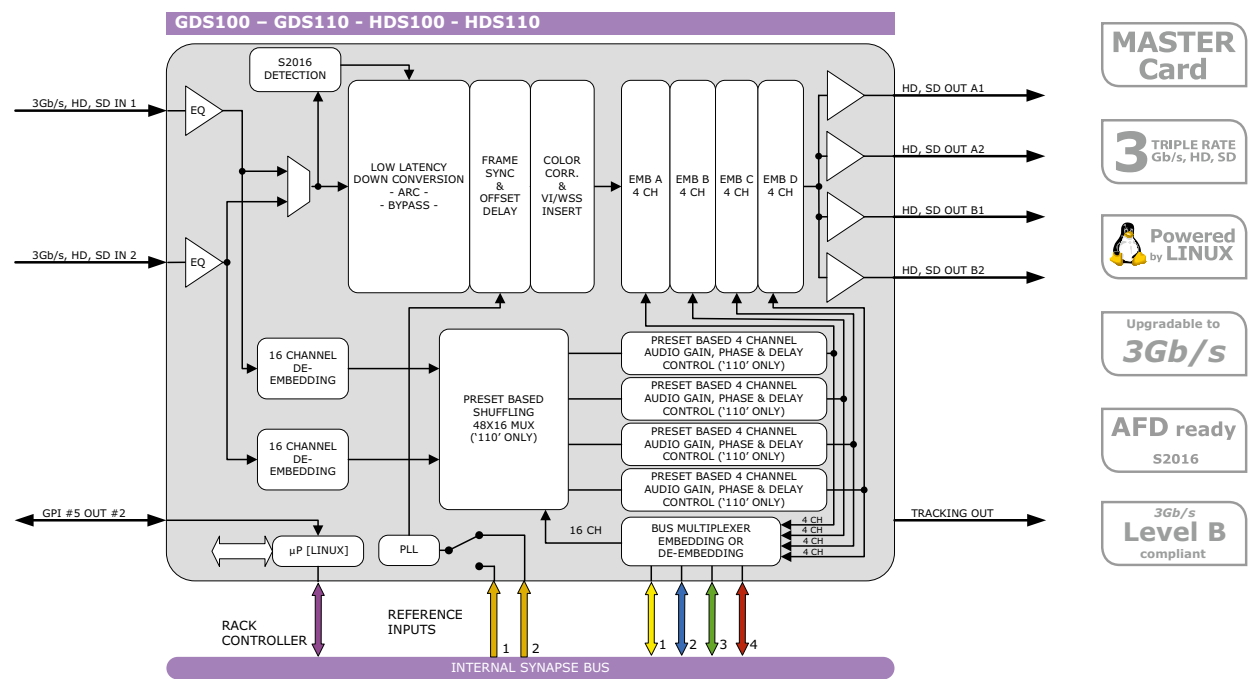 GDS100 – GDS110 - HDS100 - HDS110
S2016
DETECTION
3Gb/s, HD, SD IN 1
EQ
3Gb/s, HD, SD IN 2
EQ
LOW LATENCY
DOWN CONVERSION
- ARC -
- BYPASS -
FRAME
SYNC
&
OFFSET
DELAY
COLOR
CORR.
&
VI/WSS
INSERT
EMB A
4 CH
EMB B
4 CH
EMB C
4 CH
EMB D
4 CH
HD, SD OUT A1
HD, SD OUT A2
HD, SD OUT B1
HD, SD OUT B2
16 CHANNEL
DE-
EMBEDDING
16 CHANNEL
DE-
EMBEDDING
PRESET BASED
SHUFFLING
48X16 MUX
(‘110’ ONLY)
PRESET BASED 4 CHANNEL
AUDIO GAIN, PHASE & DELAY
CONTROL (‘110’ ONLY)
PRESET BASED 4 CHANNEL
AUDIO GAIN, PHASE & DELAY
CONTROL (‘110’ ONLY)
PRESET BASED 4 CHANNEL
AUDIO GAIN, PHASE & DELAY
CONTROL (‘110’ ONLY)
PRESET BASED 4 CHANNEL
AUDIO GAIN, PHASE & DELAY
CONTROL (‘110’ ONLY)
GPI #5 OUT #2
µP [LINUX]
PLL
16 CH
BUS MULTIPLEXER
EMBEDDING OR
DE-EMBEDDING
4 CH
4 CH
4 CH
4 CH
TRACKING OUT
RACK
CONTROLLER
REFERENCE
INPUTS
1
2
1
2
3
4
INTERNAL SYNAPSE BUS
MASTER
Card
3 TRIPLE RATE
Gb/s, HD, SD
Powered
by LINUX
Upgradable to
3Gb/s
AFD ready
S2016
3Gb/s
Level B
compliant